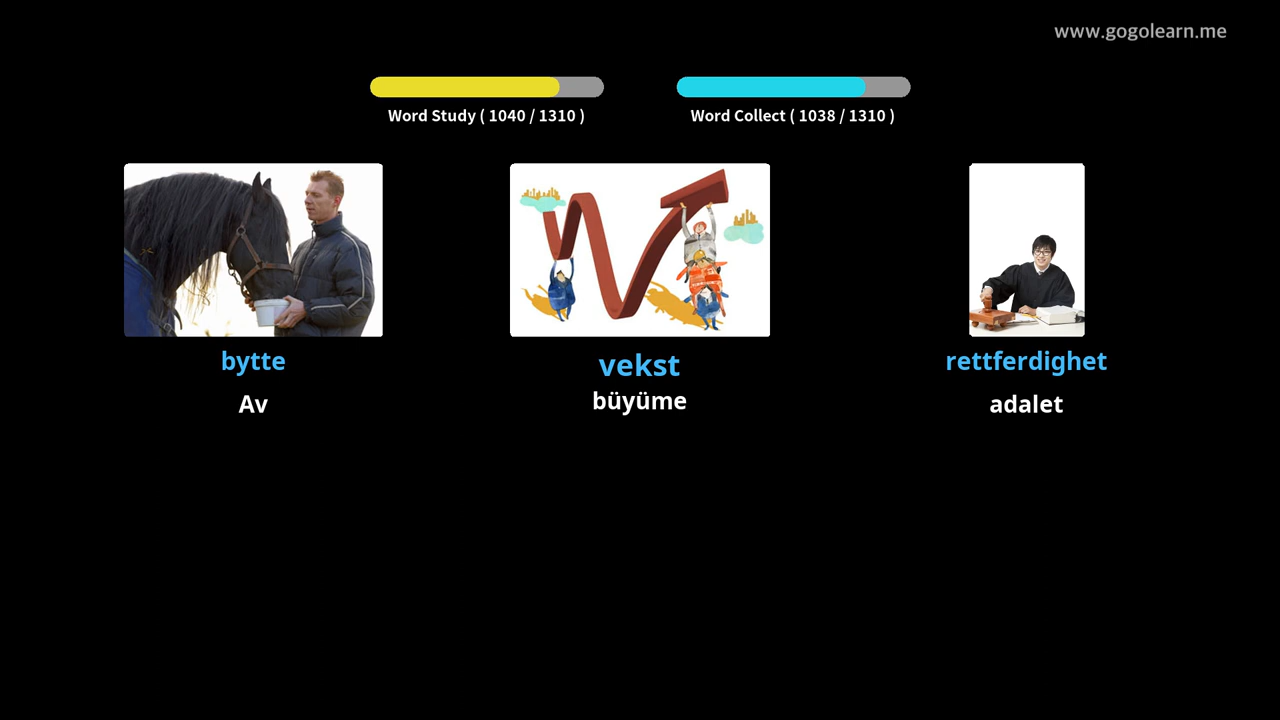 www.gogolearn.me
Word Study ( 1040 / 1310 )
Word Collect ( 1038 / 1310 )
bytte
vekst
rettferdighet
Av
büyüme
adalet